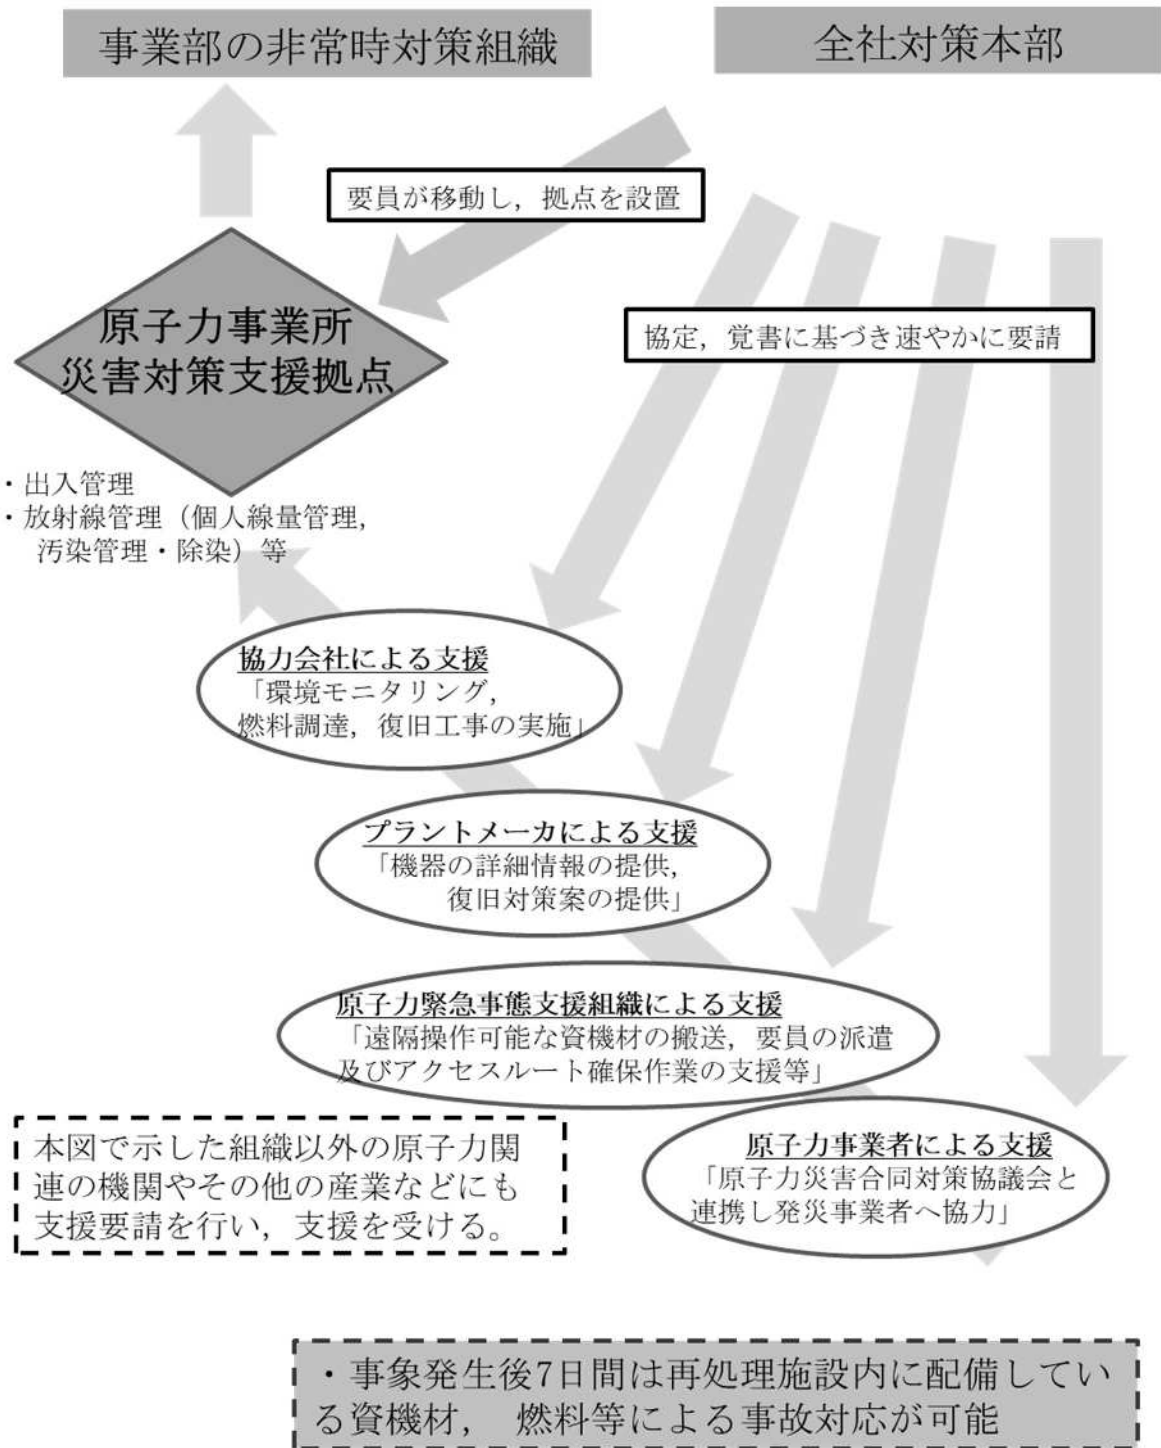 事業部の非常時対策組織
全社対策本部
要員が移動し，拠点を設置
原子力事業所
災害対策支援拠点
協定，覚書に基づき速やかに要請
・出入管理
・放射線管理（個人線量管理，
汚染管理・除染）等
協力会社による支援
「環境モニタリング，
燃料調達，復旧工事の実施」
プラントメーカによる支援
「機器の詳細情報の提供，
復旧対策案の提供」
原子力緊急事態支援組織による支援
「遠隔操作可能な資機材の搬送，要員の派遣
及びアクセスルート確保作業の支援等」
原子力事業者による支援
「原子力災害合同対策協議会と
連携し発災事業者へ協力」
本図で示した組織以外の原子力関
連の機関やその他の産業などにも
支援要請を行い，支援を受ける。
・事象発生後7日間は再処理施設内に配備してい
る資機材，　燃料等による事故対応が可能